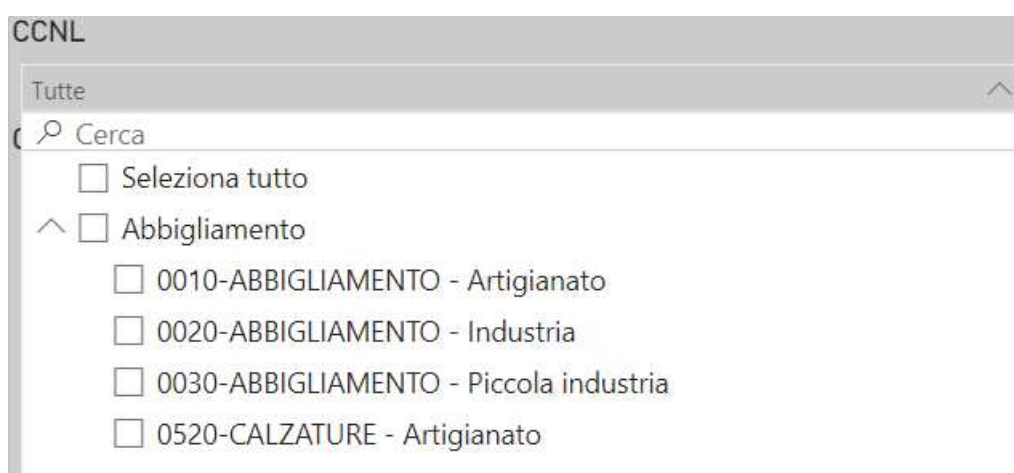 CCNL
Tutte
Cerca
Seleziona tutto
Abbigliamento
0010-ABBIGLIAMENTO - Artigianato
0020-ABBIGLIAMENTO - Industria
0030-ABBIGLIAMENTO - Piccola industria
0520-CALZATURE - Artigianato